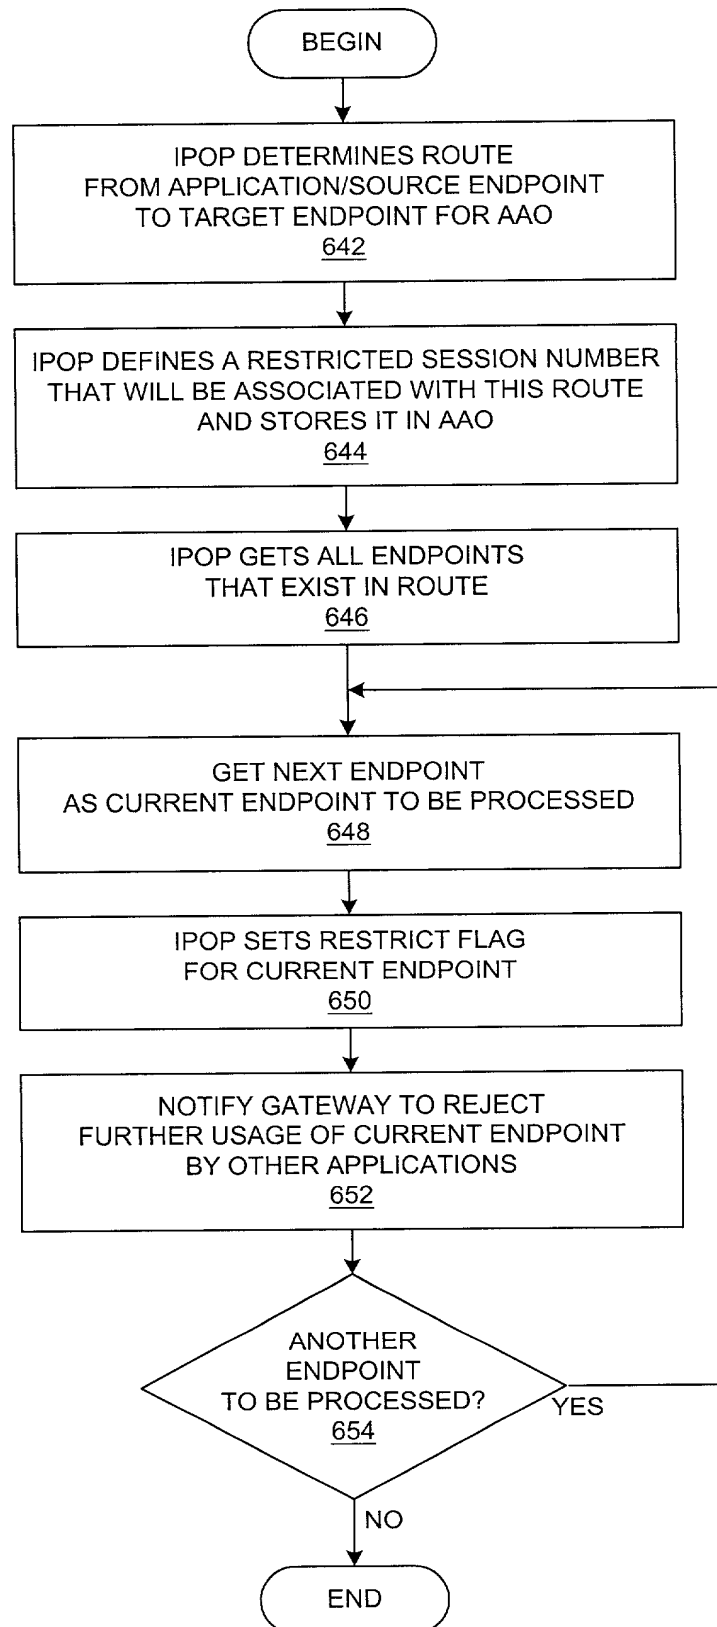 BEGIN
IPOP DETERMINES ROUTE
FROM APPLICATION/SOURCE ENDPOINT
TO TARGET ENDPOINT FOR AAO
642
IPOP DEFINES A RESTRICTED SESSION NUMBER
THAT WILL BE ASSOCIATED WITH THIS ROUTE
AND STORES IT IN AAO
644
IPOP GETS ALL ENDPOINTS
THAT EXIST IN ROUTE
646
GET NEXT ENDPOINT
AS CURRENT ENDPOINT TO BE PROCESSED
648
IPOP SETS RESTRICT FLAG
FOR CURRENT ENDPOINT
650
NOTIFY GATEWAY TO REJECT
FURTHER USAGE OF CURRENT ENDPOINT
BY OTHER APPLICATIONS
652
ANOTHER
ENDPOINT
TO BE PROCESSED?
654
YES
NO
END